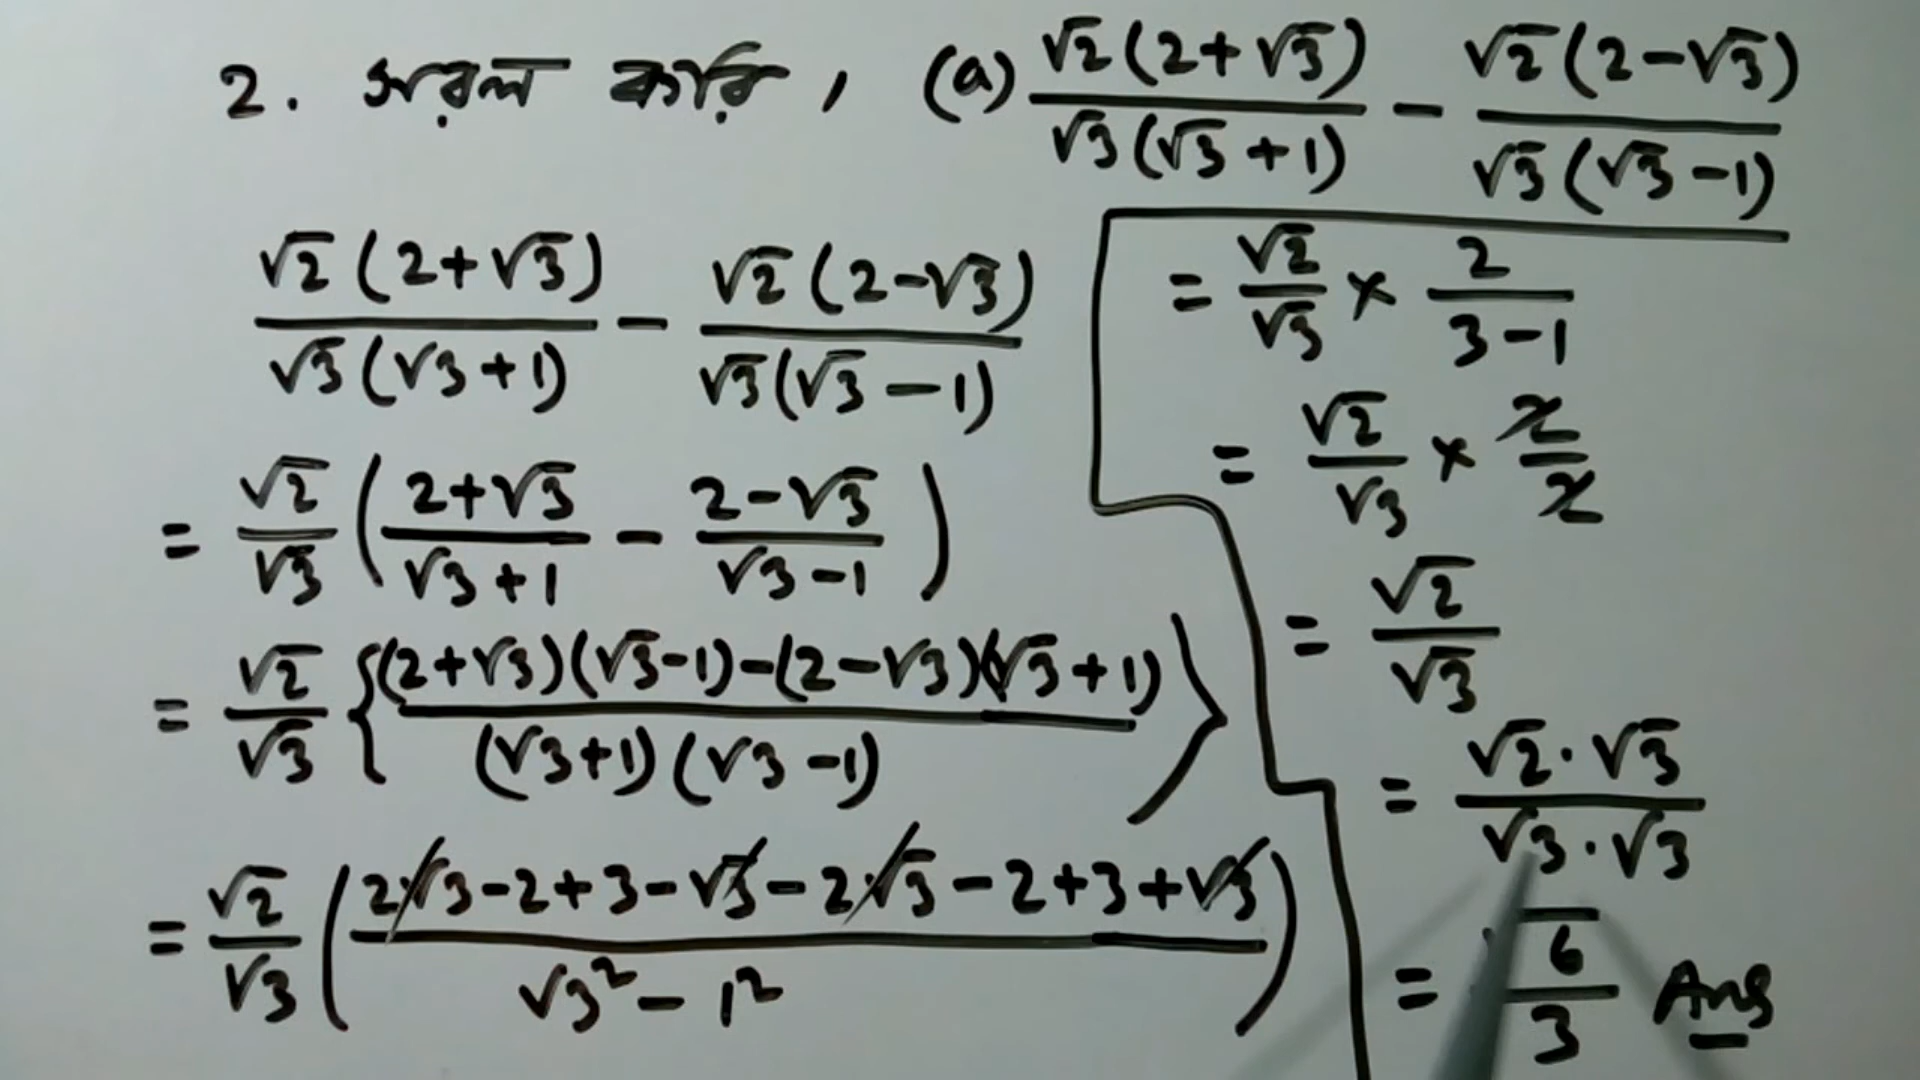 2. সরল করি, (a) √2(2+√3)/√3(√3+1) - √2(2-√3)/√3(√3-1)
√2(2+√3)/√3(√3+1) - √2(2-√3)/√3(√3-1)
= √2/√3 (2+√3/√3+1 - 2-√3/√3-1)
= √2/√3 {(2+√3)(√3-1)-(2-√3)(√3+1)/(√3+1)(√3-1)}
= √2/√3 (2√3-2+3-√3-2√3-2+3+√3/√3²-1²)
= √2/√3 × 2/3-1
= √2/√3 × 2/2
= √2/√3
= √2·√3/√3·√3
= √6/3 Ans